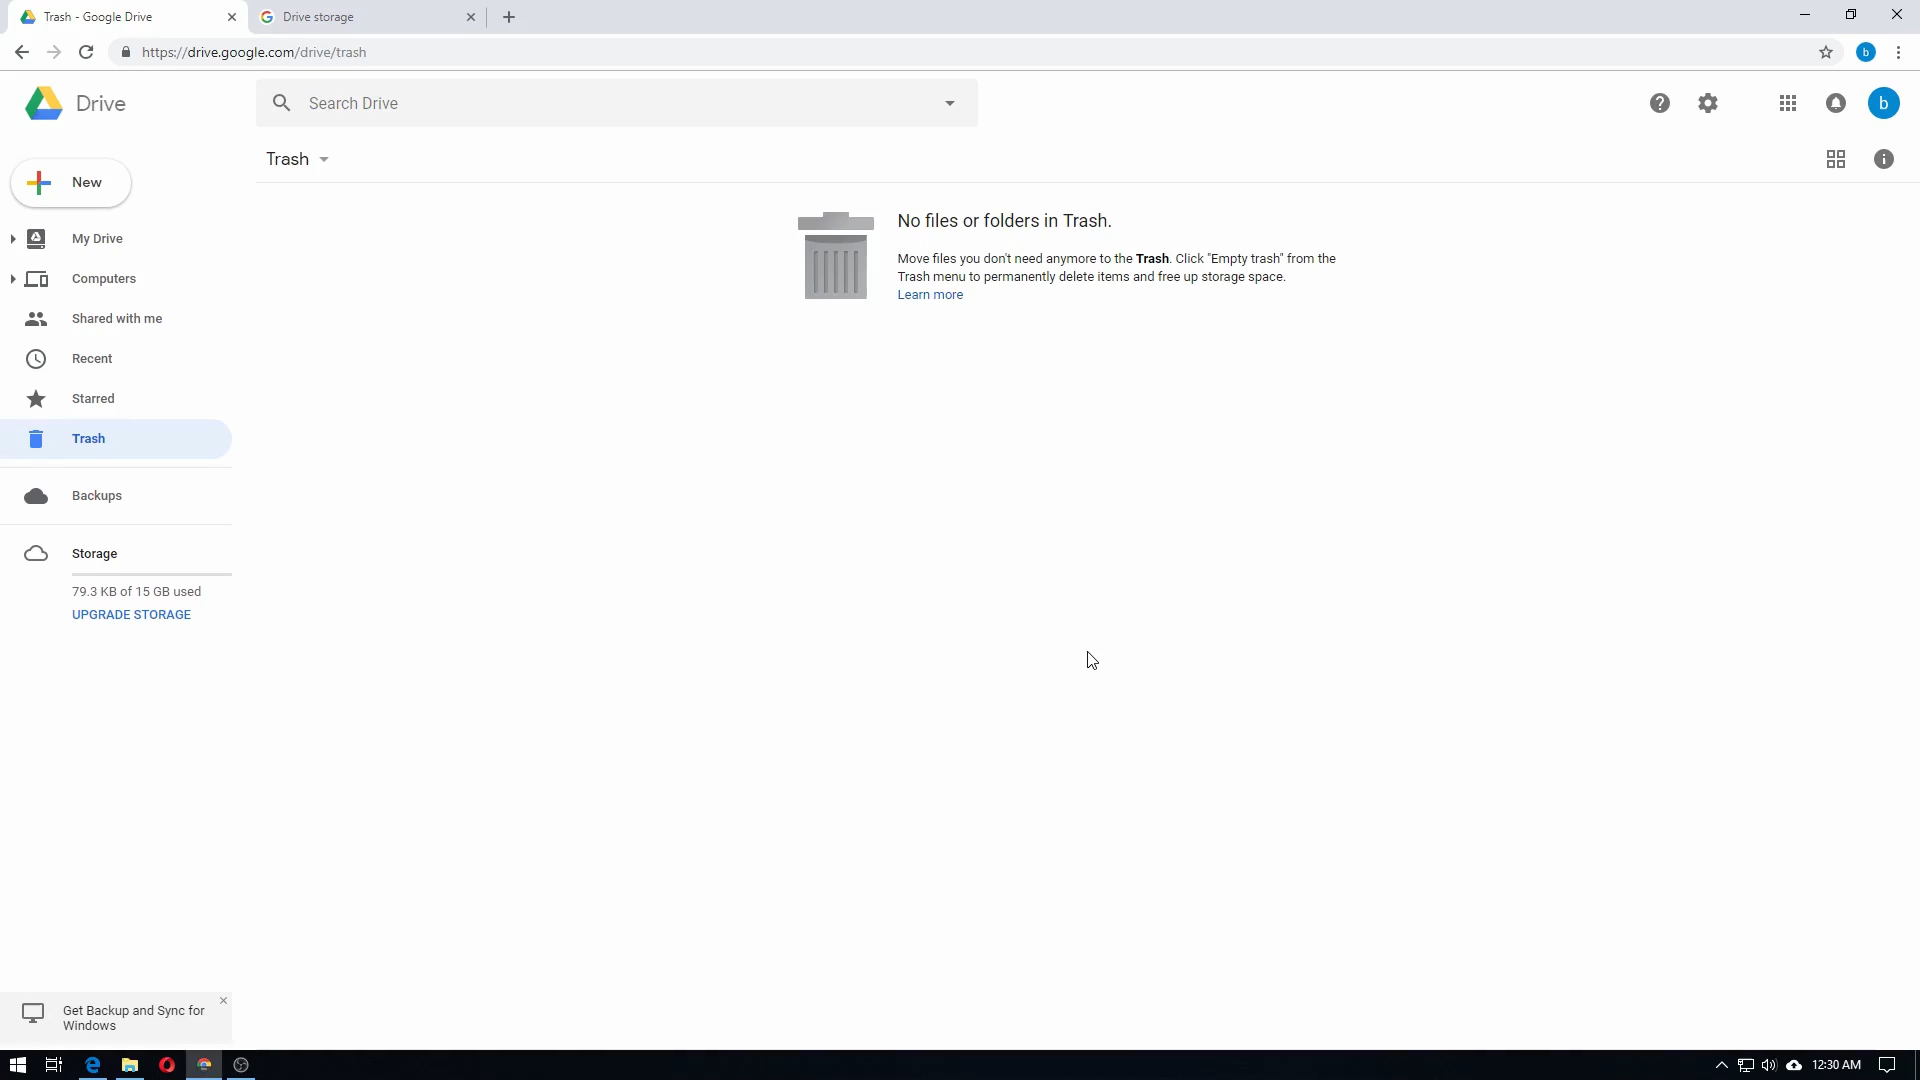 Trash - Google Drive
Drive storage
https://drive.google.com/drive/trash
b
Drive
Search Drive
b
Trash
New
No files or folders in Trash.
Move files you don't need anymore to the Trash. Click "Empty trash" from the
Trash menu to permanently delete items and free up storage space.
Learn more
My Drive
Computers
Shared with me
Recent
Starred
Trash
Backups
Storage
79.3 KB of 15 GB used
UPGRADE STORAGE
Get Backup and Sync for
Windows
12:30 AM